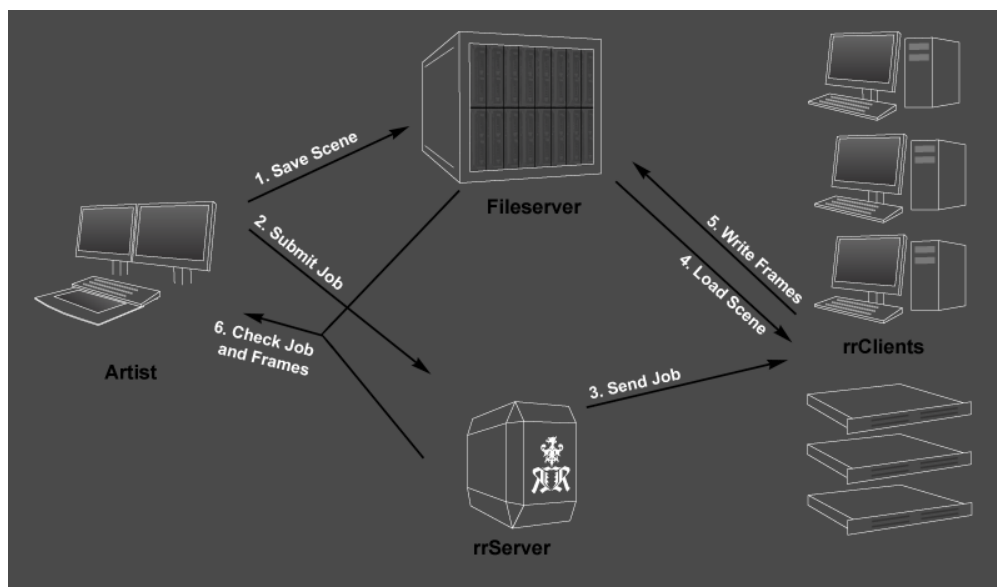 1. Save Scene
Fileserver
2. Submit Job
5. Write Frames
4. Load Scene
6. Check Job
and Frames
Artist
rrClients
3. Send Job
RR
rrServer